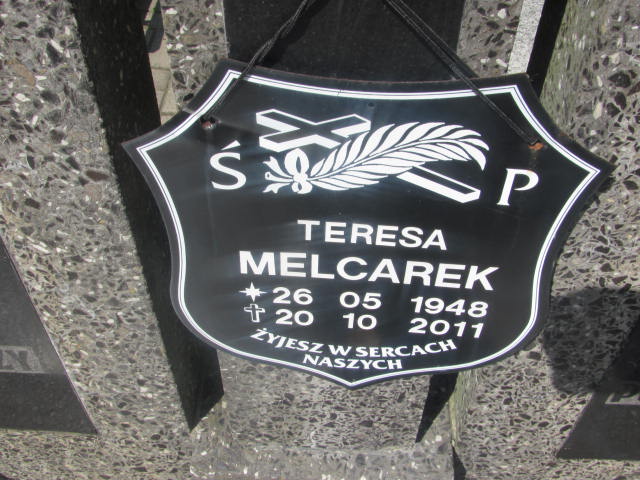 Ś P
TERESA
MELCAREK
26 05 1948
20 10 2011
ŻYJESZ W SERCACH
NASZYCH